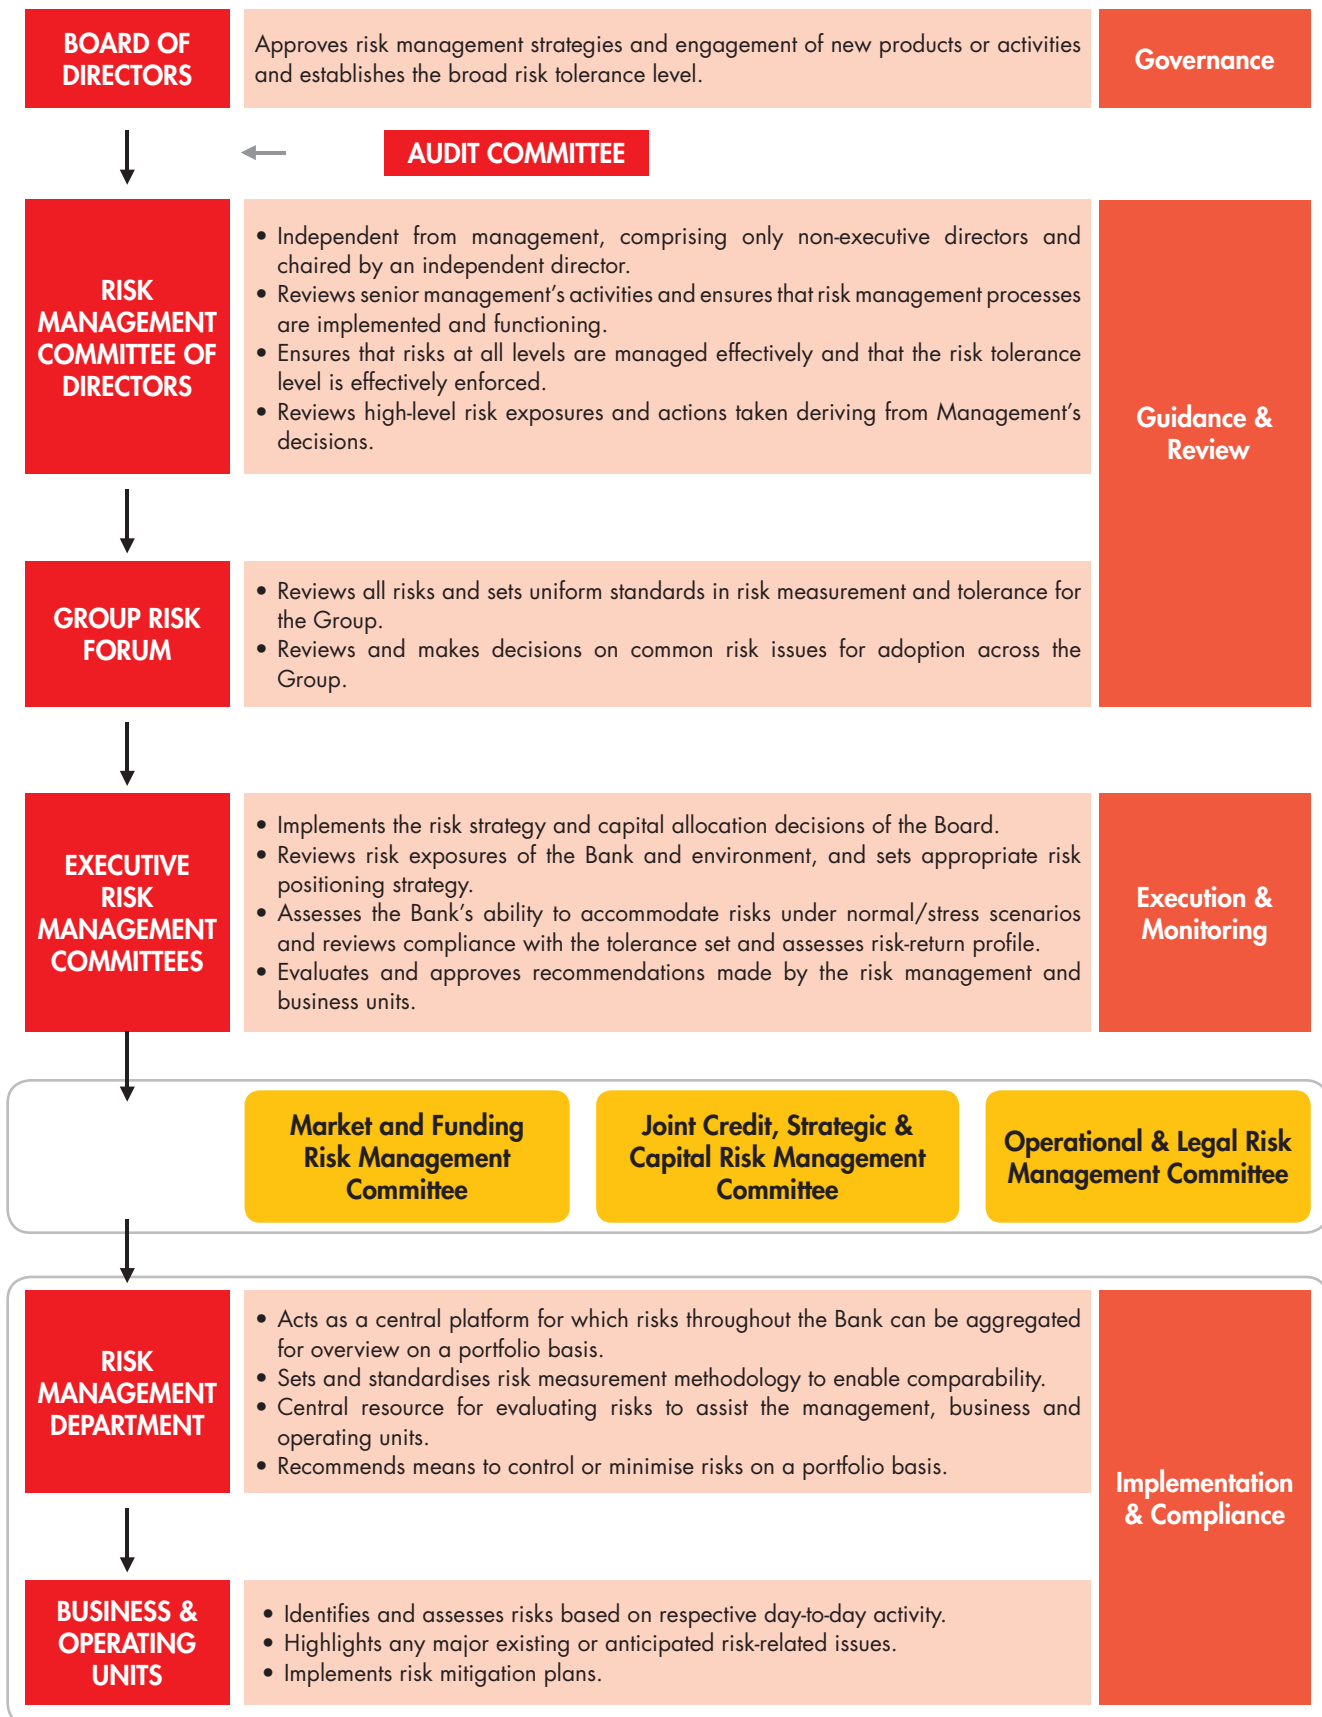 BOARD OF
DIRECTORS
Approves risk management strategies and engagement of new products or activities
and establishes the broad risk tolerance level.
Governance
AUDIT COMMITTEE
RISK
MANAGEMENT
COMMITTEE OF
DIRECTORS
• Independent from management, comprising only non-executive directors and
chaired by an independent director.
• Reviews senior management's activities and ensures that risk management processes
are implemented and functioning.
• Ensures that risks at all levels are managed effectively and that the risk tolerance
level is effectively enforced.
• Reviews high-level risk exposures and actions taken deriving from Management's
decisions.
Guidance &
Review
GROUP RISK
FORUM
• Reviews all risks and sets uniform standards in risk measurement and tolerance for
the Group.
• Reviews and makes decisions on common risk issues for adoption across the
Group.
EXECUTIVE
RISK
MANAGEMENT
COMMITTEES
• Implements the risk strategy and capital allocation decisions of the Board.
• Reviews risk exposures of the Bank and environment, and sets appropriate risk
positioning strategy.
• Assesses the Bank's ability to accommodate risks under normal/stress scenarios
and reviews compliance with the tolerance set and assesses risk-return profile.
• Evaluates and approves recommendations made by the risk management and
business units.
Execution &
Monitoring
Market and Funding
Risk Management
Committee
Joint Credit, Strategic &
Capital Risk Management
Committee
Operational & Legal Risk
Management Committee
RISK
MANAGEMENT
DEPARTMENT
• Acts as a central platform for which risks throughout the Bank can be aggregated
for overview on a portfolio basis.
• Sets and standardises risk measurement methodology to enable comparability.
• Central resource for evaluating risks to assist the management, business and
operating units.
• Recommends means to control or minimise risks on a portfolio basis.
Implementation
& Compliance
BUSINESS &
OPERATING
UNITS
• Identifies and assesses risks based on respective day-to-day activity.
• Highlights any major existing or anticipated risk-related issues.
• Implements risk mitigation plans.